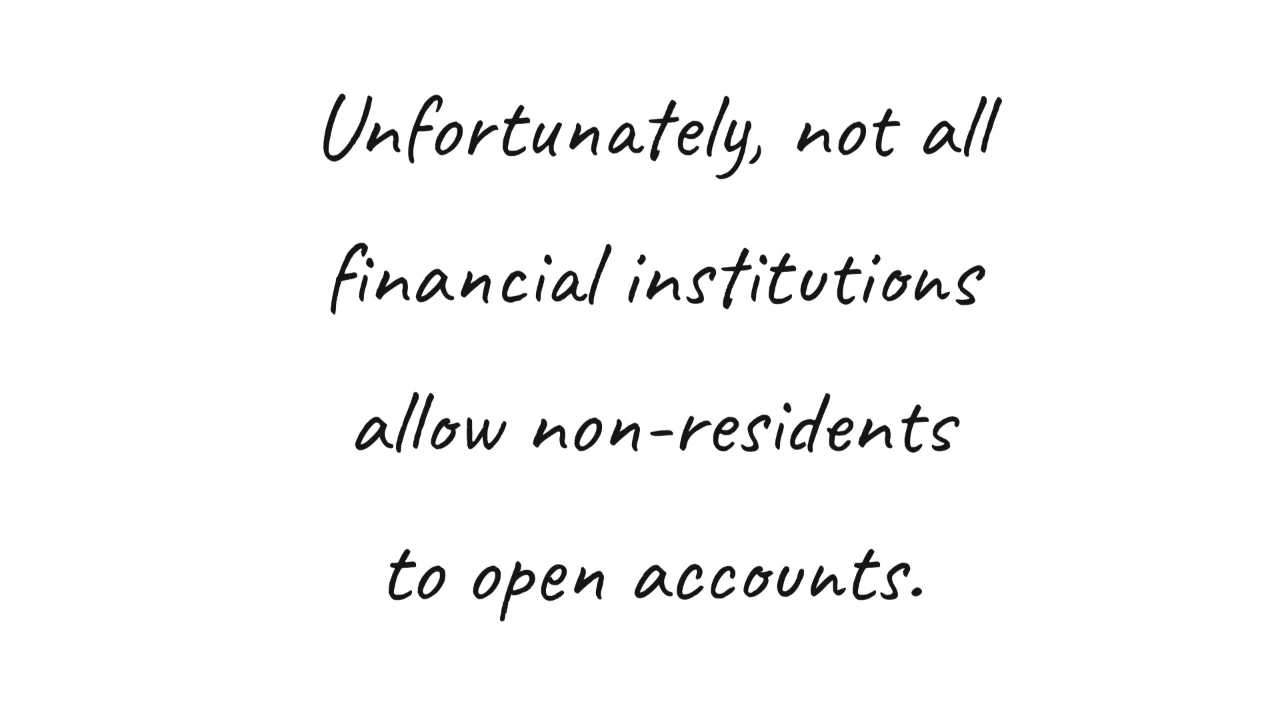 Unfortunately, not all
financial institutions
allow non-residents
to open accounts.